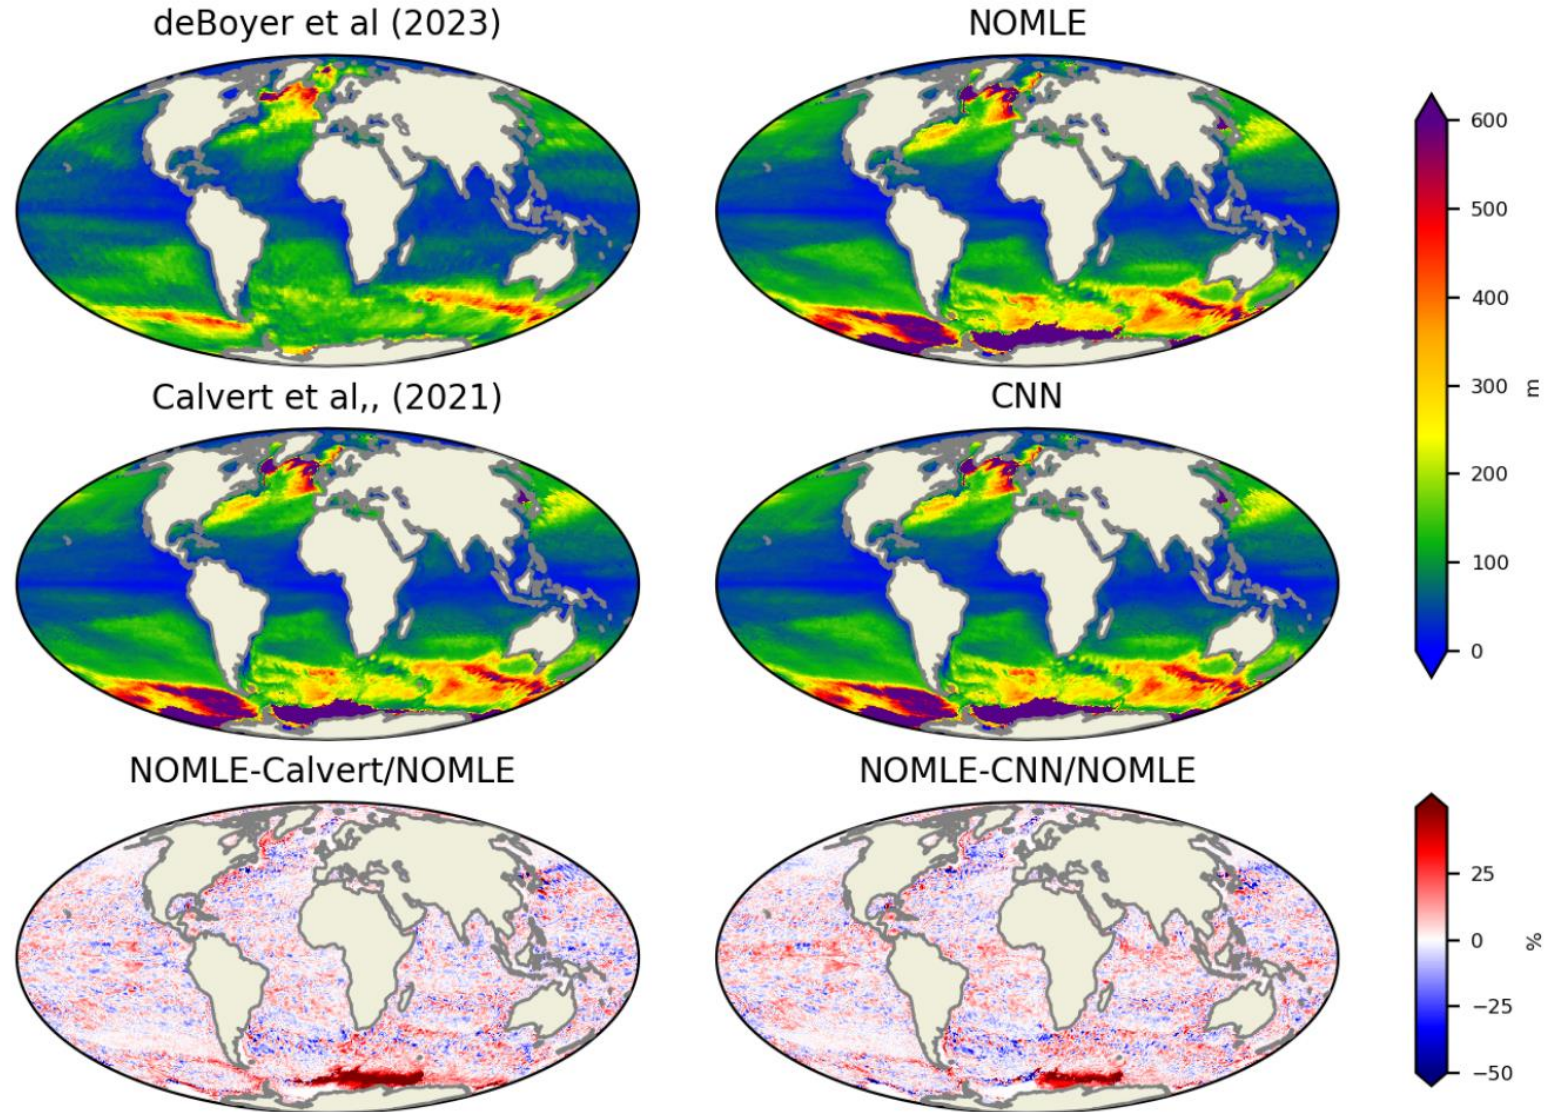 deBoyer et al (2023)
NOMLE
Calvert et al,, (2021)
CNN
600
500
400
300
200
100
0
m
NOMLE-Calvert/NOMLE
NOMLE-CNN/NOMLE
25
0
−25
−50
%